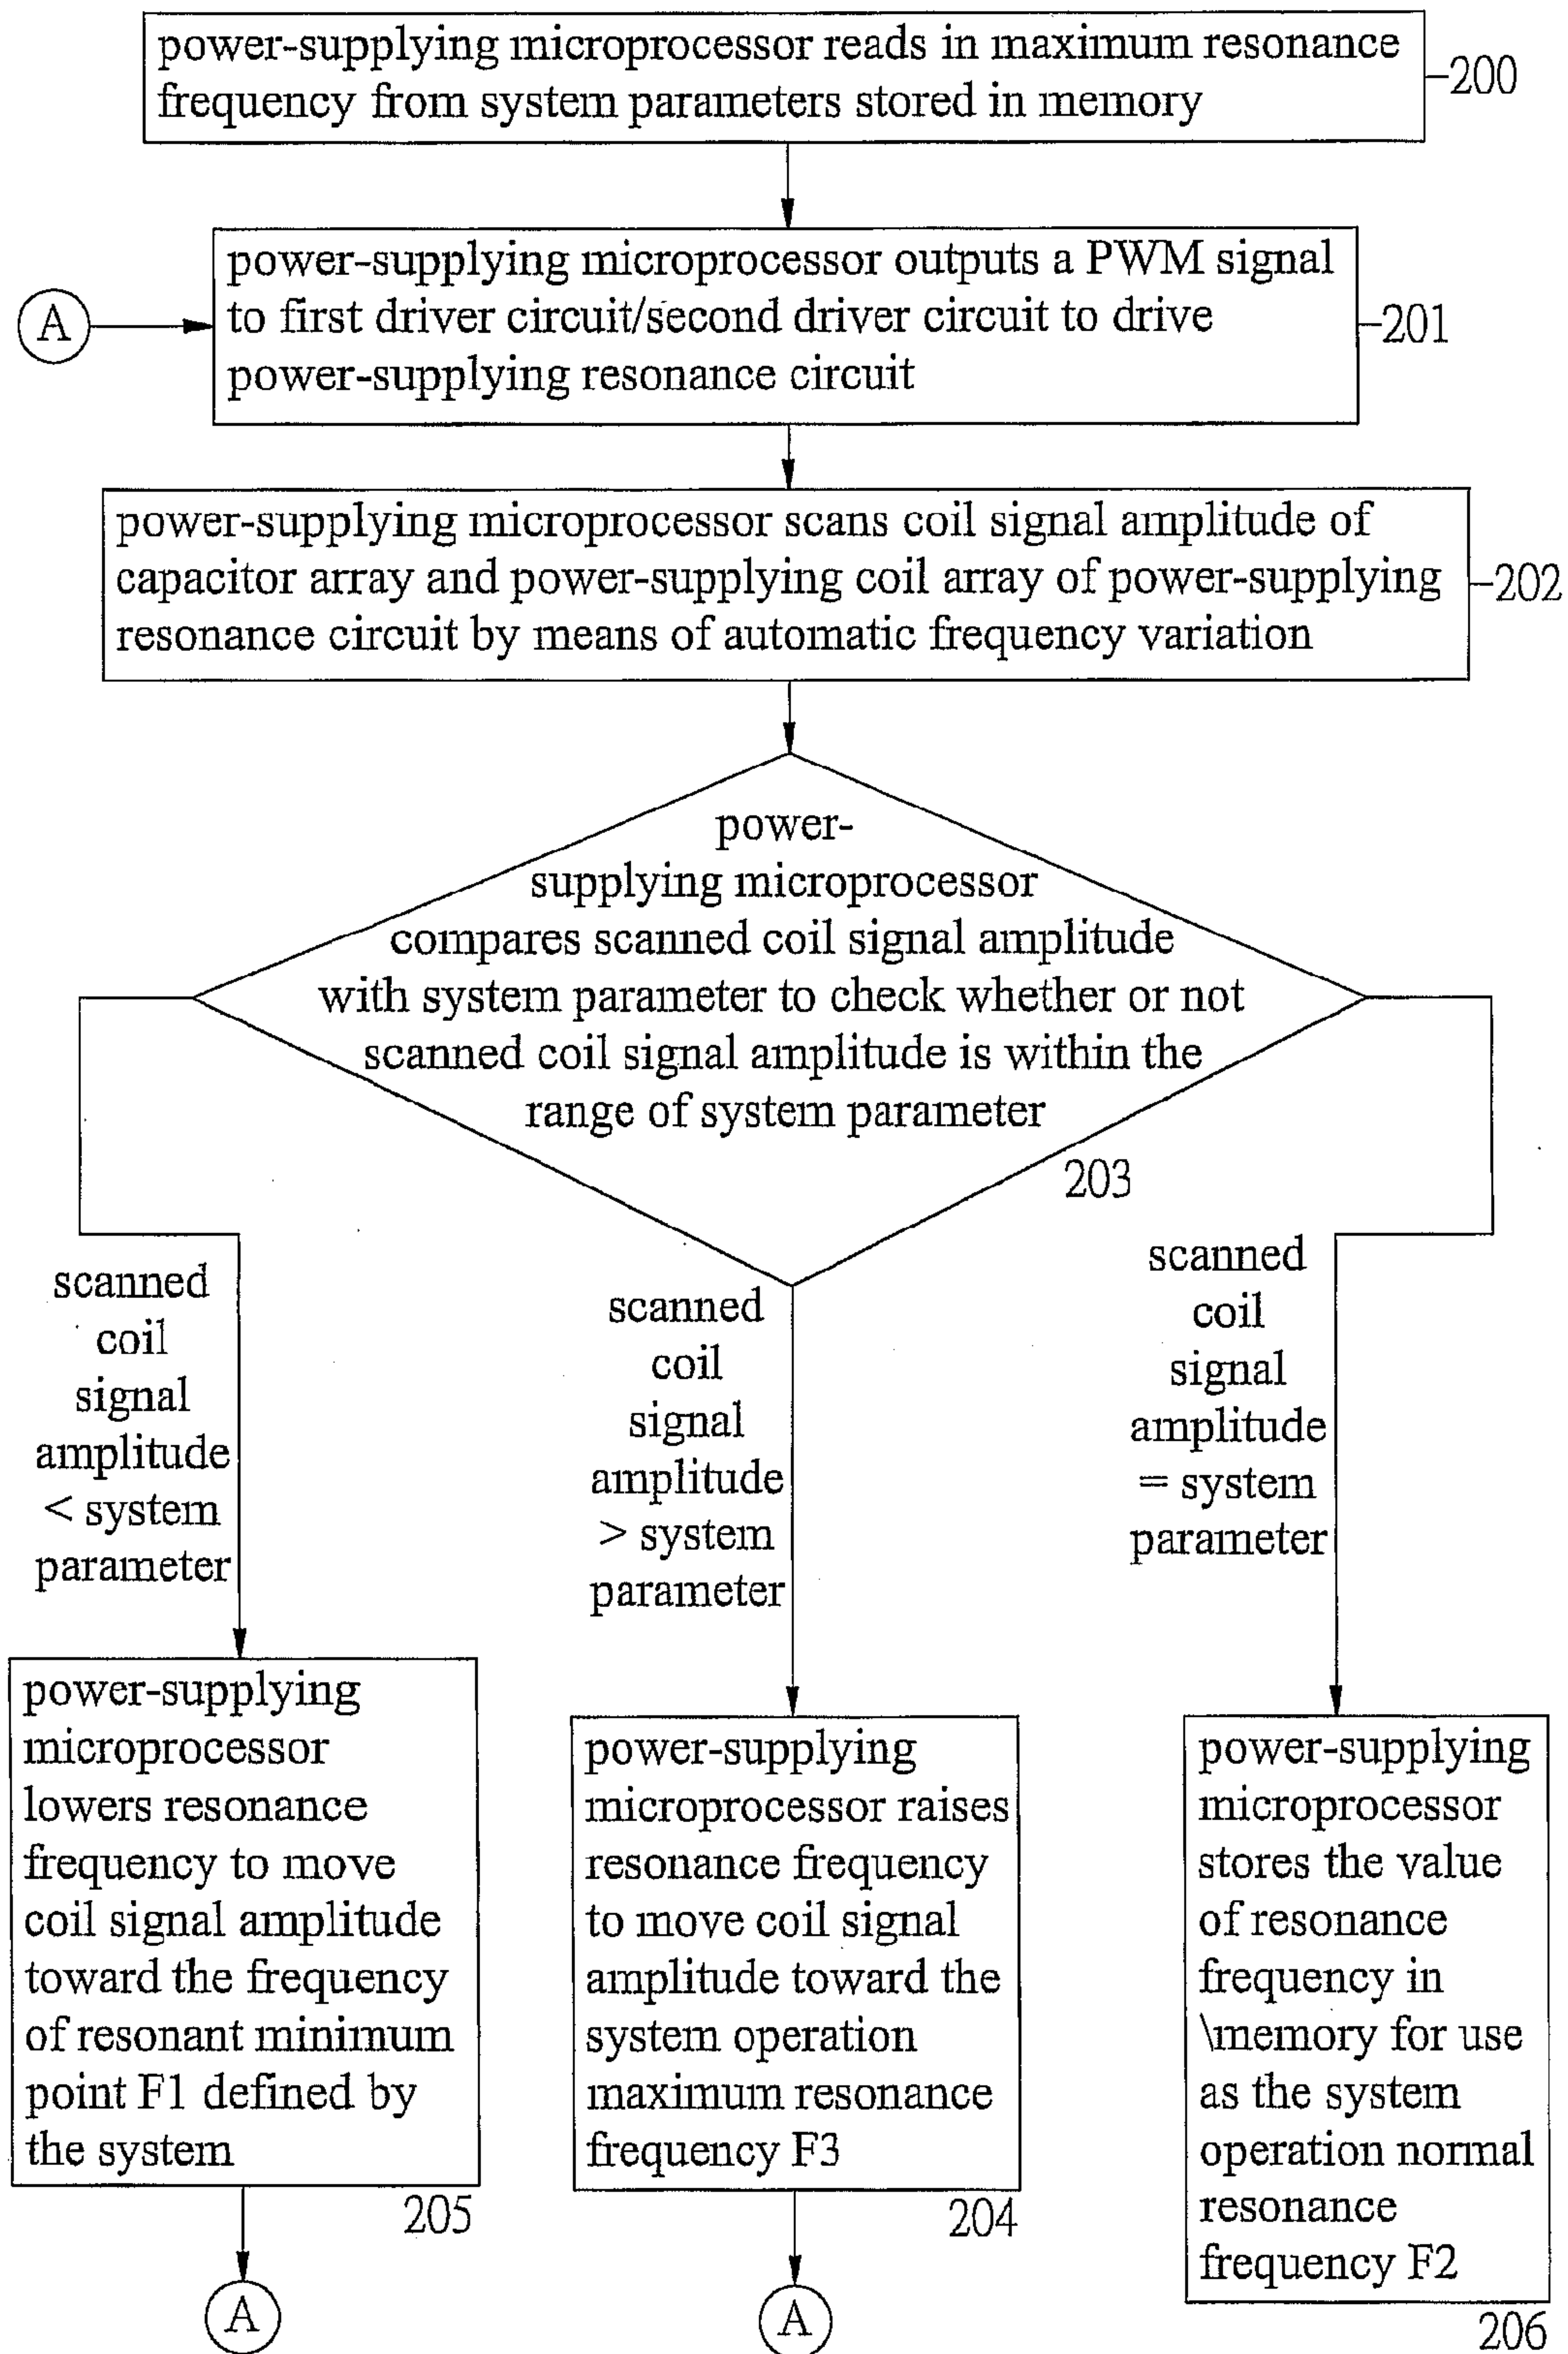 power-supplying microprocessor reads in maximum resonance
frequency from system parameters stored in memory
200
power-supplying microprocessor outputs a PWM signal
to first driver circuit/second driver circuit to drive
power-supplying resonance circuit
A
201
power-supplying microprocessor scans coil signal amplitude of
capacitor array and power-supplying coil array of power-supplying
resonance circuit by means of automatic frequency variation
202
power-
supplying microprocessor
compares scanned coil signal amplitude
with system parameter to check whether or not
scanned coil signal amplitude is within the
range of system parameter
203
scanned
coil
signal
amplitude
< system
parameter
scanned
coil
signal
amplitude
> system
parameter
scanned
coil
signal
amplitude
= system
parameter
power-supplying
microprocessor
lowers resonance
frequency to move
coil signal amplitude
toward the frequency
of resonant minimum
point F1 defined by
the system
205
A
power-supplying
microprocessor raises
resonance frequency
to move coil signal
amplitude toward the
system operation
maximum resonance
frequency F3
204
A
power-supplying
microprocessor
stores the value
of resonance
frequency in
\memory for use
as the system
operation normal
resonance
frequency F2
206